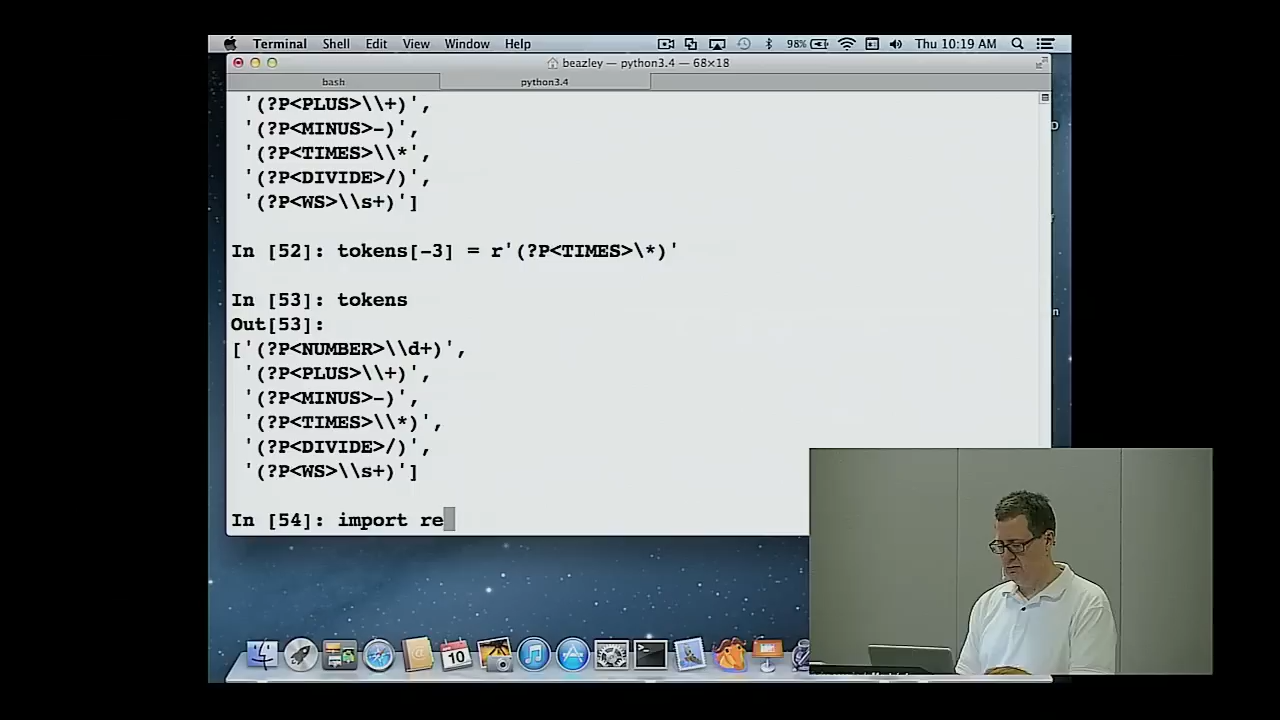 Terminal Shell Edit View Window Help 98% Thu 10:19 AM
beazley — python3.4 — 68×18
bash python3.4
'(?P<PLUS>\\+)',
'(?P<MINUS>-)',
'(?P<TIMES>\\*',
'(?P<DIVIDE>/)',
'(?P<WS>\\s+)']
In [52]: tokens[-3] = r'(?P<TIMES>\*)'
In [53]: tokens
Out[53]:
['(?P<NUMBER>\\d+)',
'(?P<PLUS>\\+)',
'(?P<MINUS>-)',
'(?P<TIMES>\\*)',
'(?P<DIVIDE>/)',
'(?P<WS>\\s+)']
In [54]: import re
10